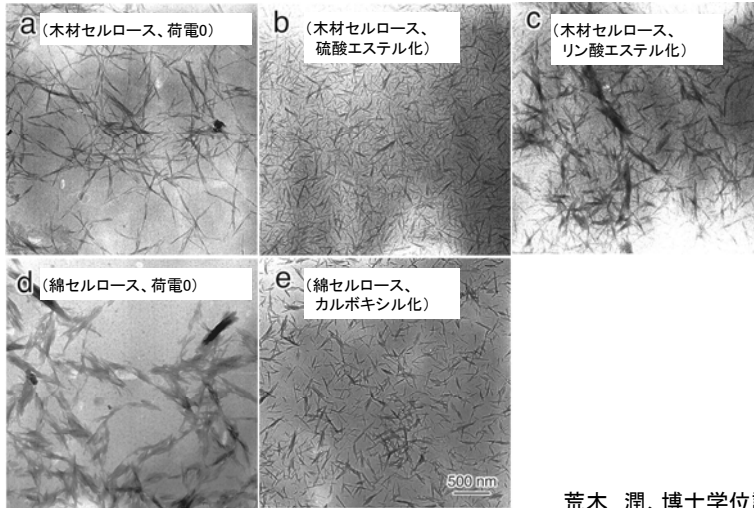 a (木材セルロース、荷電0)
b (木材セルロース、
硫酸エステル化)
c (木材セルロース、
リン酸エステル化)
d (綿セルロース、荷電0)
e (綿セルロース、
カルボキシル化)
500 nm
荒木 潤, 博士学位